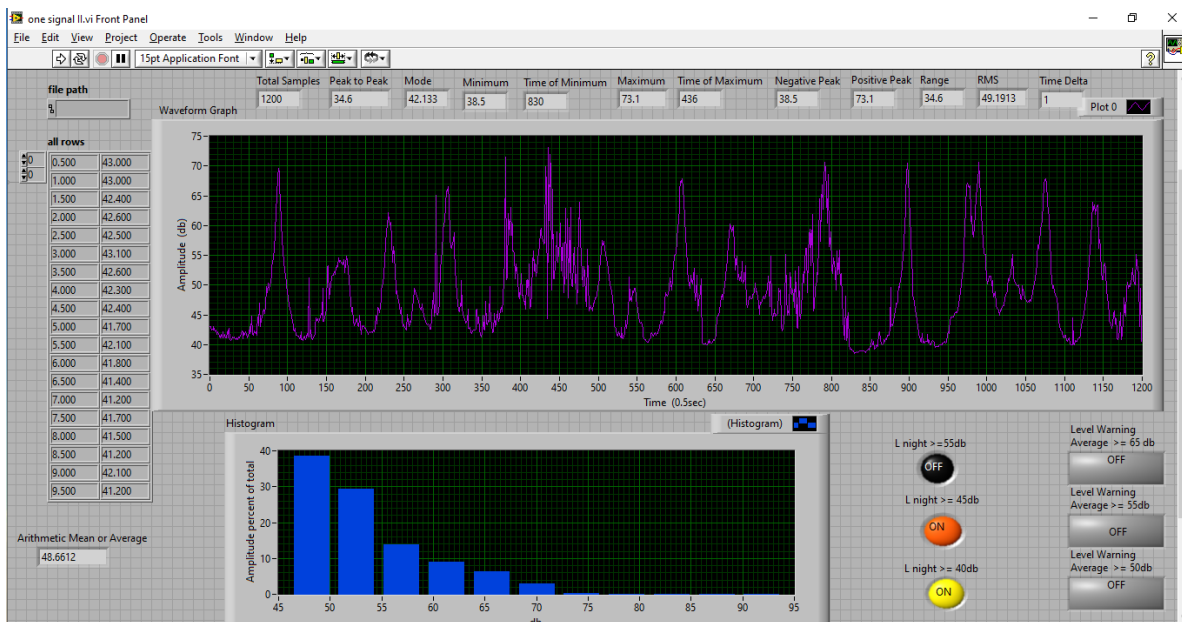 one signal II.vi Front Panel
File Edit View Project Operate Tools Window Help
15pt Application Font
file path
Total Samples Peak to Peak Mode Minimum Time of Minimum Maximum Time of Maximum Negative Peak Positive Peak Range RMS Time Delta
1200 34.6 42.133 38.5 830 73.1 436 38.5 73.1 34.6 49.1913 1
Waveform Graph
Plot 0
all rows
0
0
0.500 43.000
1.000 43.000
1.500 42.400
2.000 42.600
2.500 42.500
3.000 43.100
3.500 42.600
4.000 42.300
4.500 42.400
5.000 41.700
5.500 42.100
6.000 41.800
6.500 41.400
7.000 41.200
7.500 41.700
8.000 41.500
8.500 41.200
9.000 42.100
9.500 41.200
Arithmetic Mean or Average
48.6612
Amplitude (db)
75
70
65
60
55
50
45
40
35
0 50 100 150 200 250 300 350 400 450 500 550 600 650 700 750 800 850 900 950 1000 1050 1100 1150 1200
Time (0.5sec)
Histogram
(Histogram)
Amplitude percent of total
40
30
20
10
0
45 50 55 60 65 70 75 80 85 90 95
db
L night >=55db
OFF
L night >= 45db
ON
L night >= 40db
ON
Level Warning
Average >= 65 db
OFF
Level Warning
Average >= 55db
OFF
Level Warning
Average >= 50db
OFF